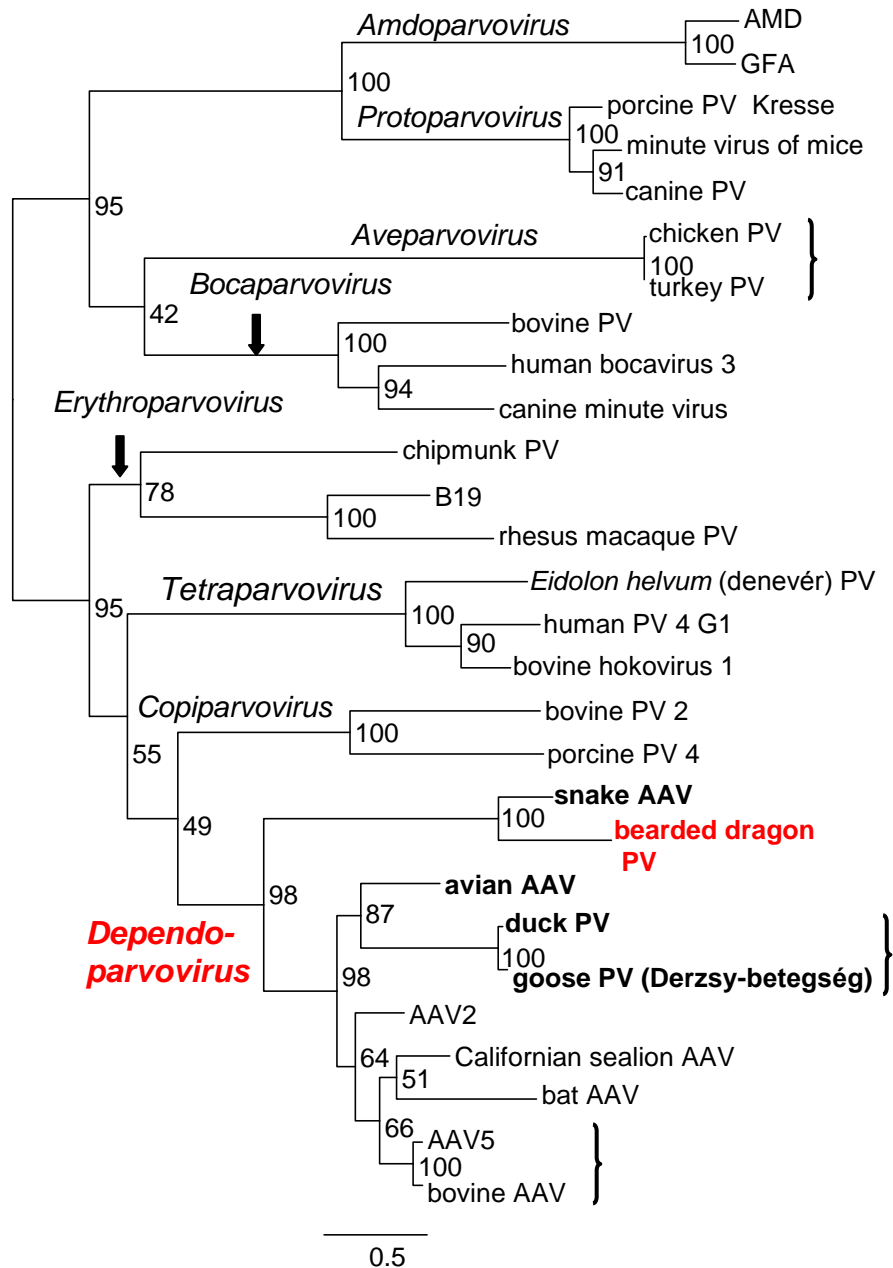 Amdoparvovirus
AMD
100
GFA
100
Protoparvovirus
porcine PV Kresse
100
minute virus of mice
91
canine PV
95
Aveparvovirus
chicken PV
100
turkey PV
Bocaparvovirus
42
bovine PV
100
human bocavirus 3
94
canine minute virus
Erythroparvovirus
chipmunk PV
78
B19
100
rhesus macaque PV
95
Tetraparvovirus
Eidolon helvum (denevér) PV
100
human PV 4 G1
90
bovine hokovirus 1
Copiparvovirus
bovine PV 2
100
55
porcine PV 4
49
snake AAV
100
bearded dragon
PV
98
avian AAV
87
duck PV
100
goose PV (Derzsy-betegség)
Dependo-
parvovirus
98
AAV2
64
Californian sealion AAV
51
bat AAV
66
AAV5
100
bovine AAV
0.5